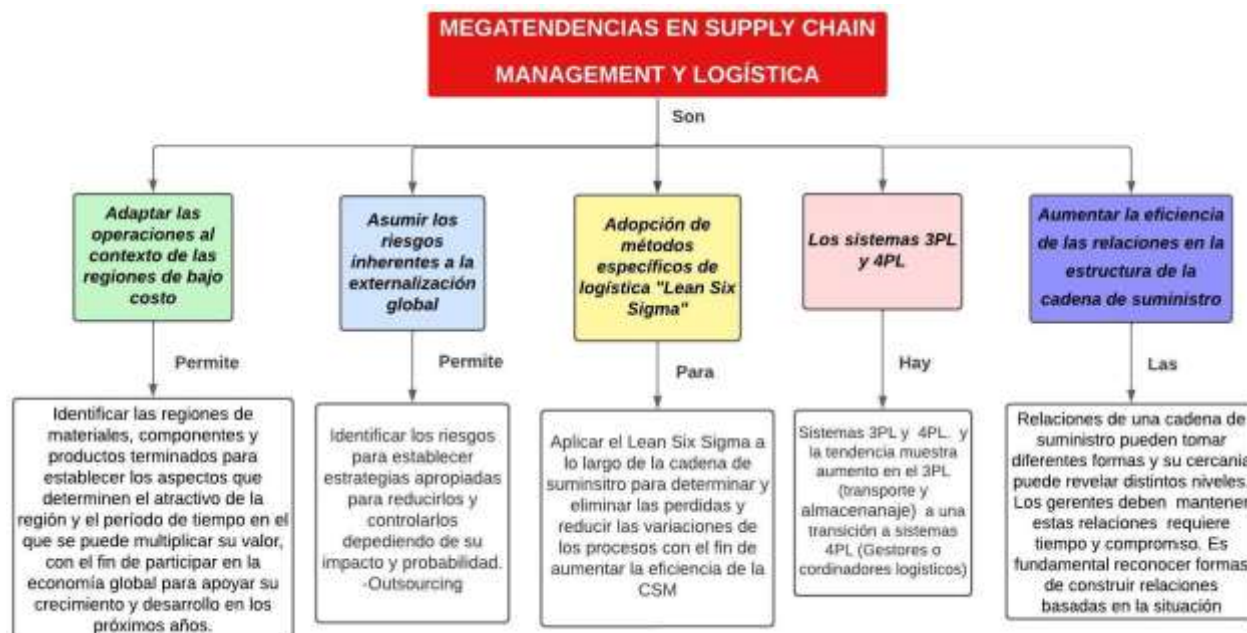 MEGATENDENCIAS EN SUPPLY CHAIN
MANAGEMENT Y LOGÍSTICA
Son
Adaptar las
operaciones al
contexto de las
regiones de bajo
costo
Asumir los
riesgos
inherentes a la
externalización
global
Adopción de
métodos
específicos de
logística "Lean Six
Sigma"
Los sistemas 3PL
y 4PL
Aumentar la eficiencia
de las relaciones en la
estructura de la
cadena de suministro
Permite
Permite
Para
Hay
Las
Identificar las regiones de
materiales, componentes y
productos terminados para
establecer los aspectos que
determinen el atractivo de la
región y el período de tiempo en el
que se puede multiplicar su valor,
con el fin de participar en la
economía global para apoyar su
crecimiento y desarrollo en los
próximos años.
Identificar los riesgos
para establecer
estrategias apropiadas
para reducirlos y
controlarlos
depediendo de su
impacto y probabilidad.
-Outsourcing
Aplicar el Lean Six Sigma a
lo largo de la cadena de
suminsitro para determinar y
eliminar las perdidas y
reducir las variaciones de
los procesos con el fin de
aumentar la eficiencia de la
CSM
Sistemas 3PL y 4PL. y
la tendencia muestra
aumento en el 3PL
(transporte y
almacenanaje) a una
transición a sistemas
4PL (Gestores o
cordinadores logísticos)
Relaciones de una cadena de
suministro pueden tomar
diferentes formas y su cercania
puede revelar distintos niveles.
Los gerentes deben mantener
estas relaciones requiere
tiempo y compromiso. Es
fundamental reconocer formas
de construir relaciones
basadas en la situación